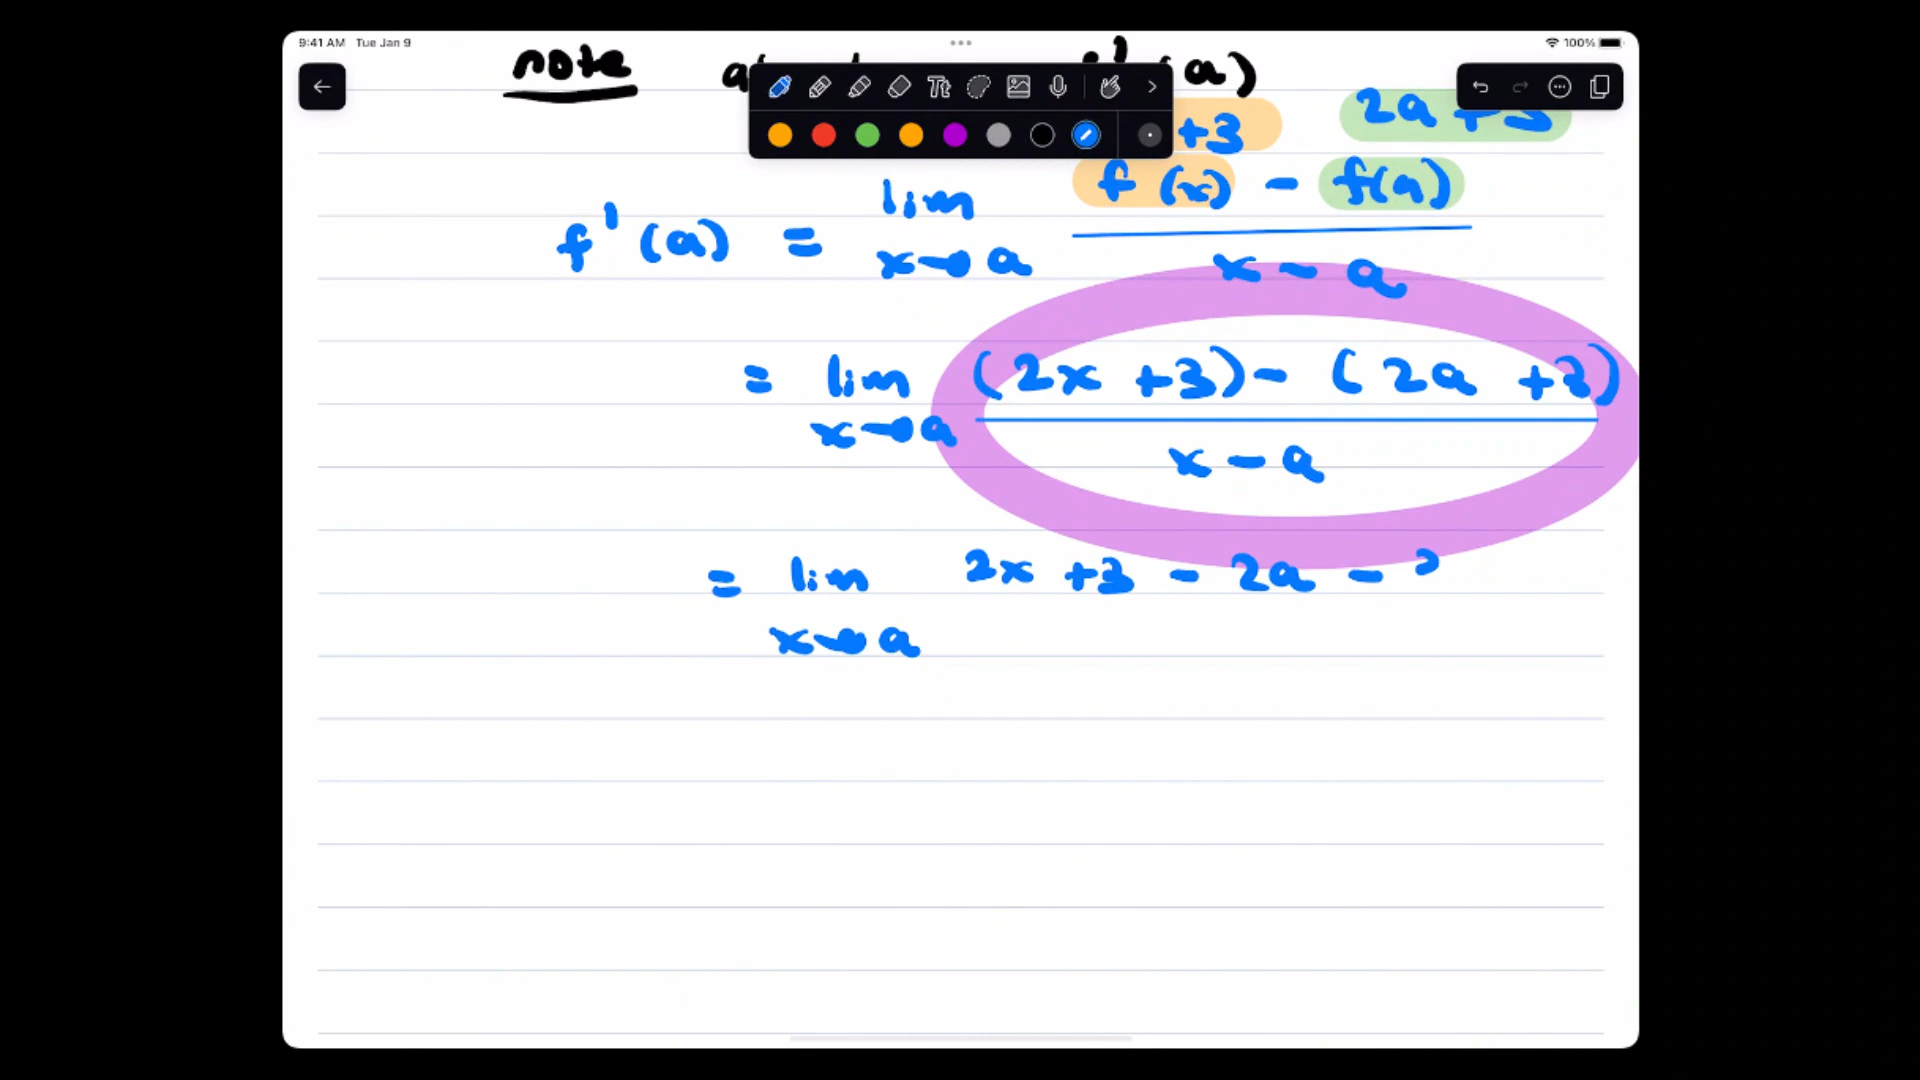 9:41 AM Tue Jan 9
100%
note
(a)
Tt
+3 2a + 3
f'(a) = lim f(x) - f(a)
x→a x - a
= lim (2x + 3) - (2a + 3)
x→a x - a
= lim 2x + 3 - 2a -
x→a